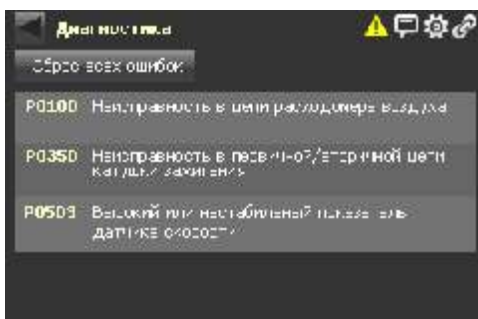 Диагностика
Сброс всех ошибок
P0100 Неисправность в цепи расходомера воздуха
P0350 Неисправность в первичной/вторичной цепи
катушки зажигания
P0503 Высокий или нестабильный показатель
датчика скорости